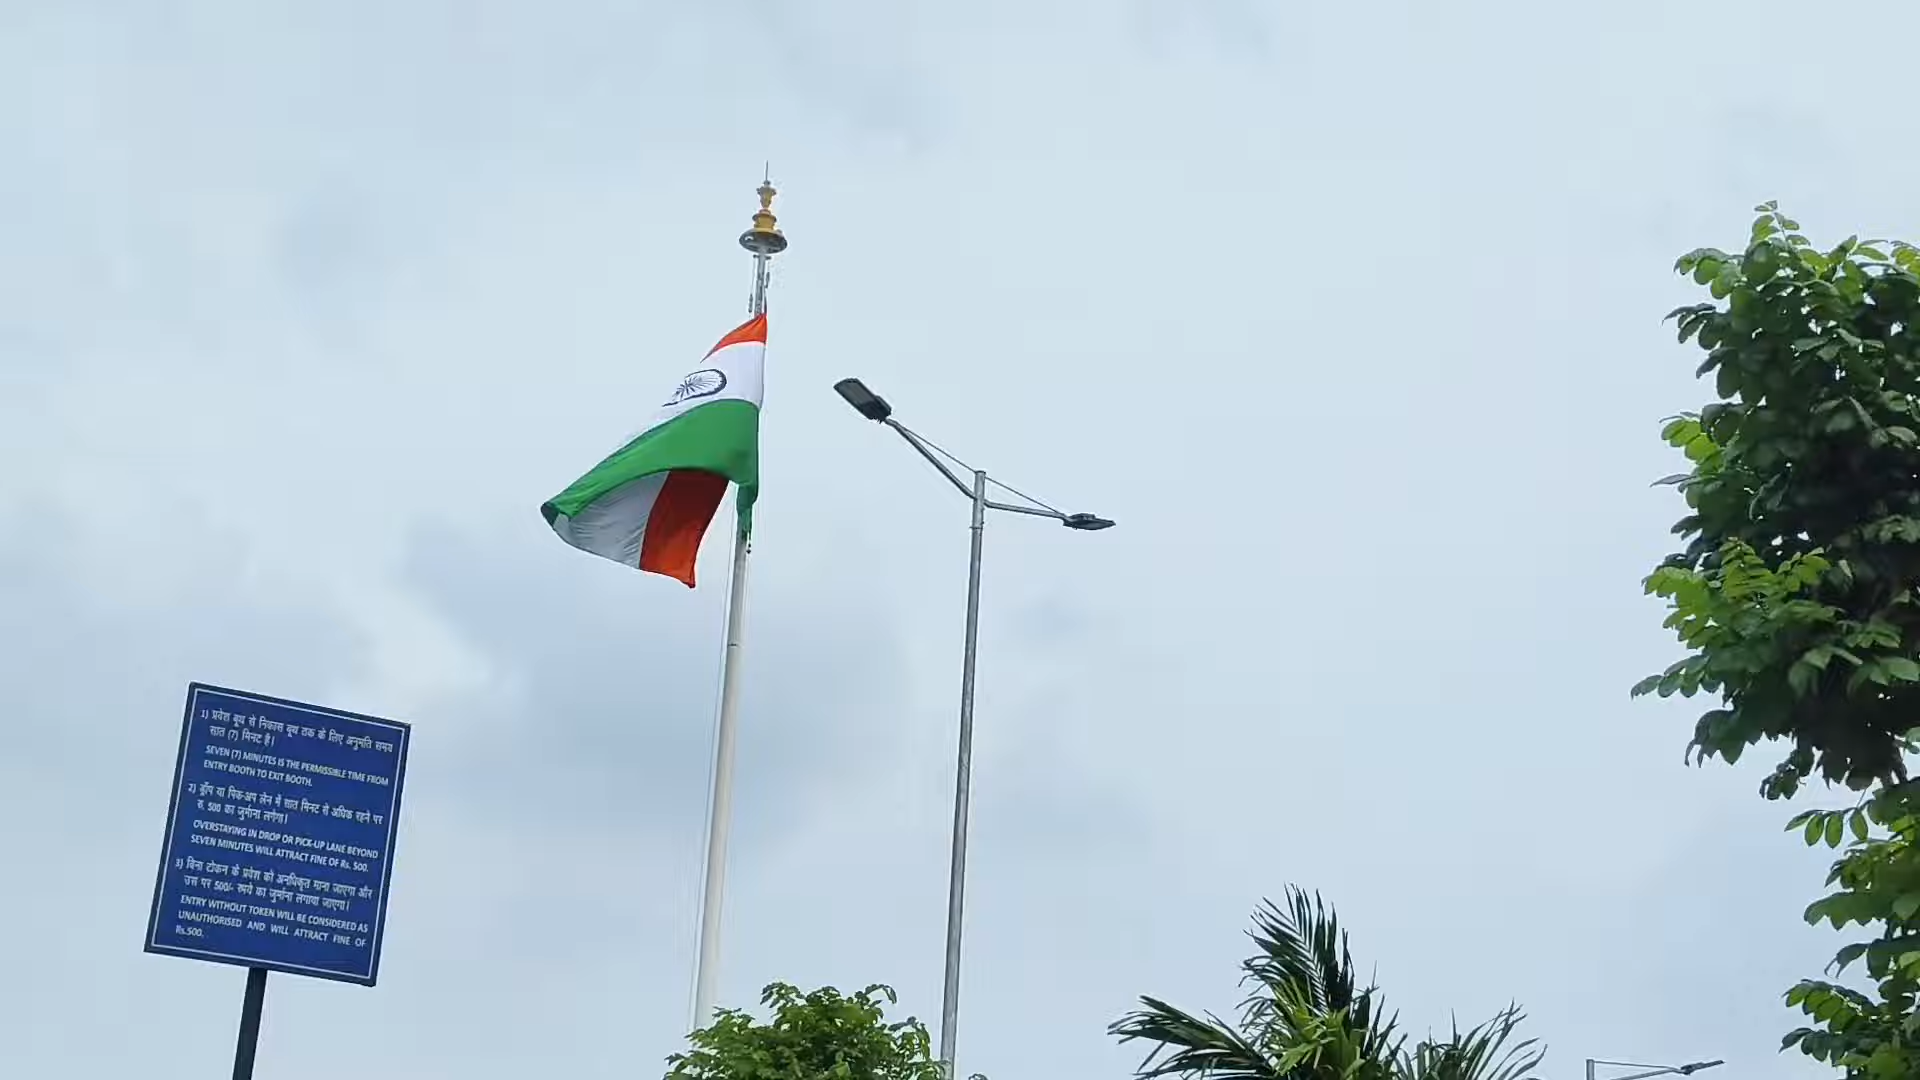 1) प्रवेश बूथ से निकास बूथ तक के लिए अनुमति समय
सात (7) मिनट है।
SEVEN (7) MINUTES IS THE PERMISSIBLE TIME FROM
ENTRY BOOTH TO EXIT BOOTH.
2) ड्रॉप या पिक-अप लेन में सात मिनट से अधिक रहने पर
रु. 500 का जुर्माना लगेगा।
OVERSTAYING IN DROP OR PICK-UP LANE BEYOND
SEVEN MINUTES WILL ATTRACT FINE OF Rs. 500.
3) बिना टोकन के प्रवेश को अनधिकृत माना जाएगा और
उस पर 500/- रुपये का जुर्माना लगाया जाएगा।
ENTRY WITHOUT TOKEN WILL BE CONSIDERED AS
UNAUTHORISED AND WILL ATTRACT FINE OF
Rs.500.